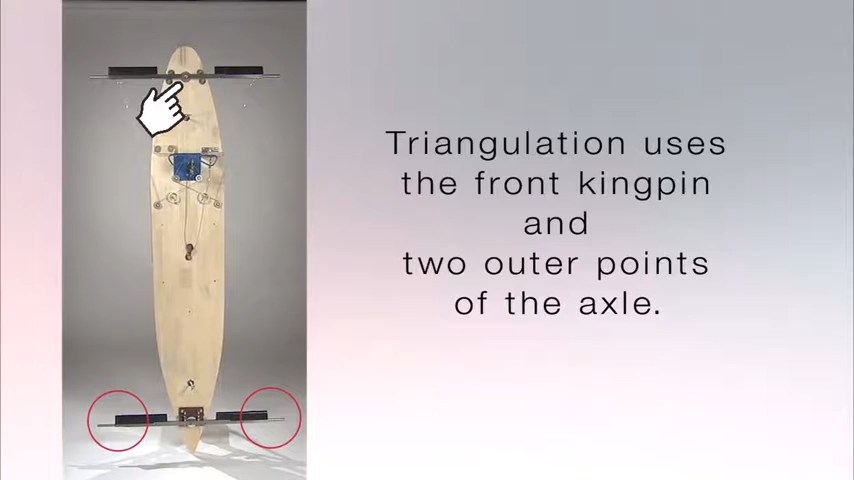 Triangulation uses
the front kingpin
and
two outer points
of the axle.